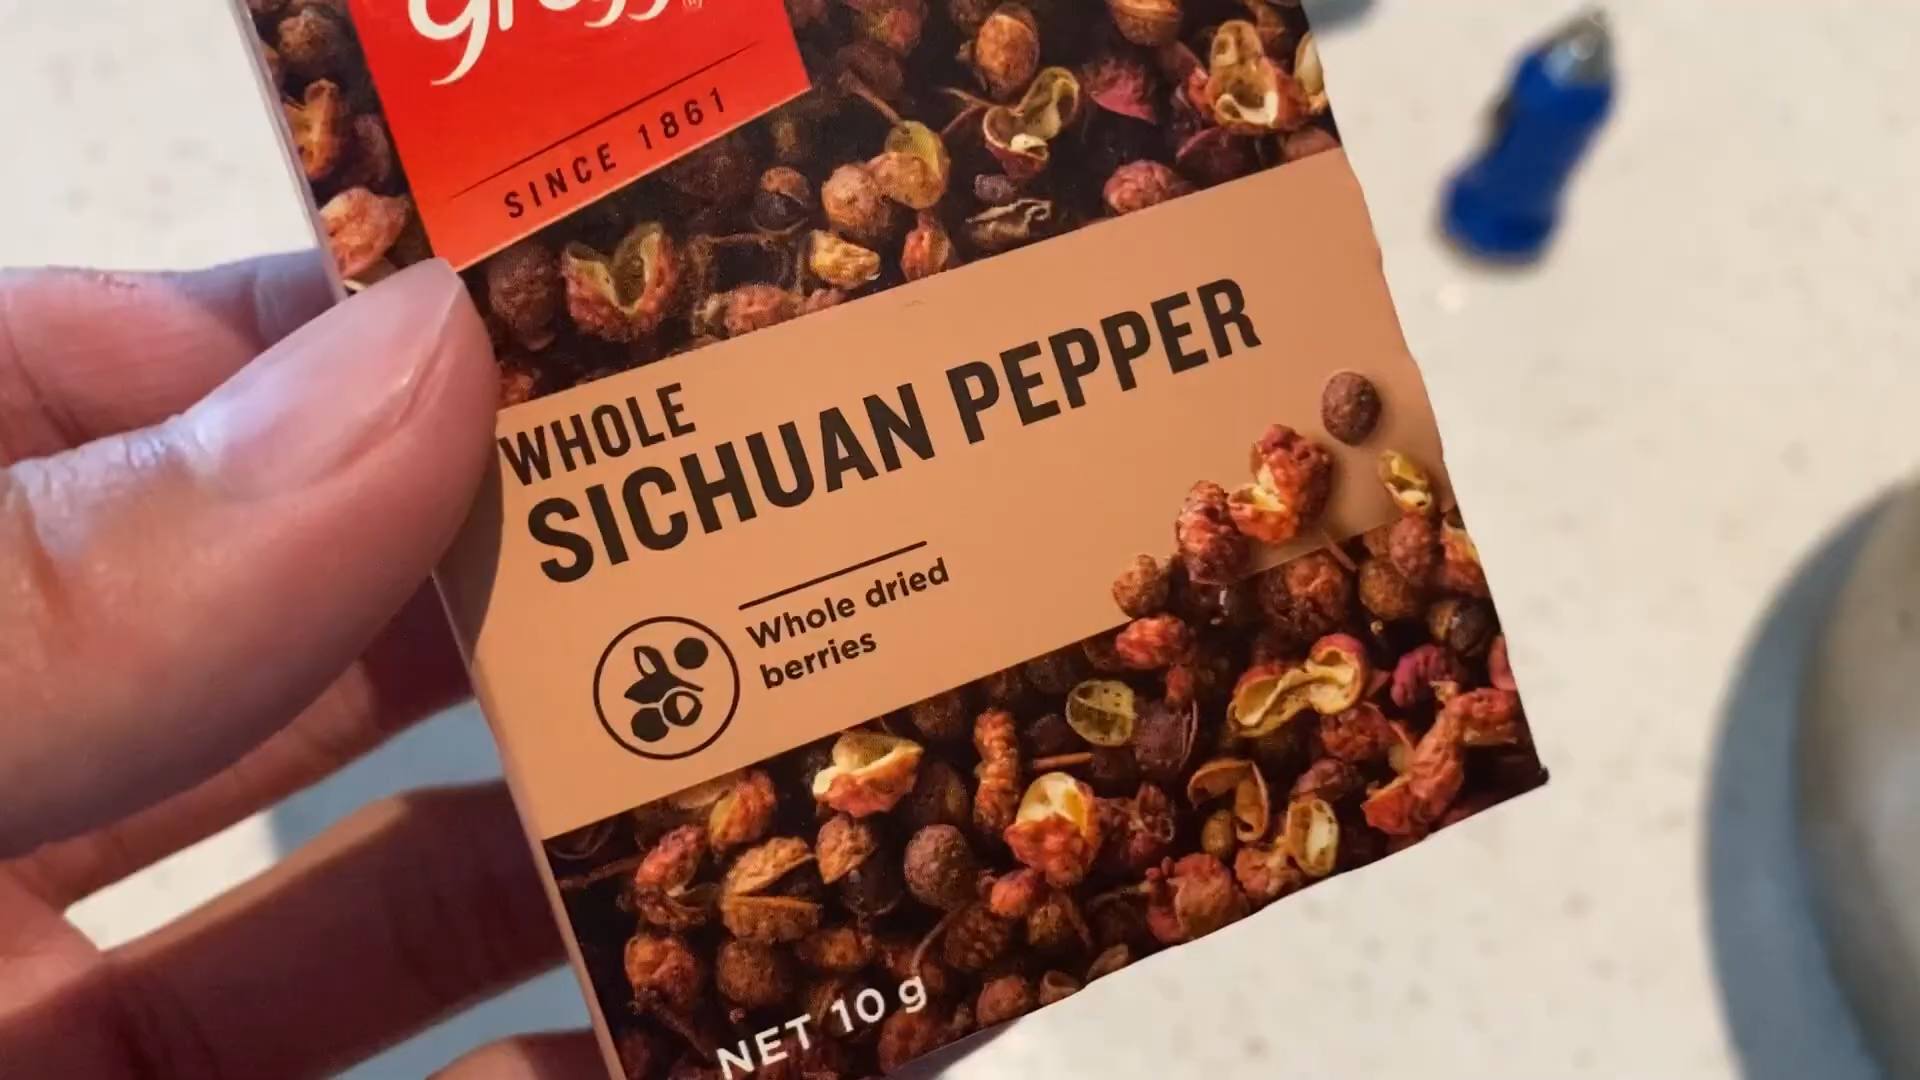 SINCE 1861
WHOLE
SICHUAN PEPPER
Whole dried
berries
NET 10 g